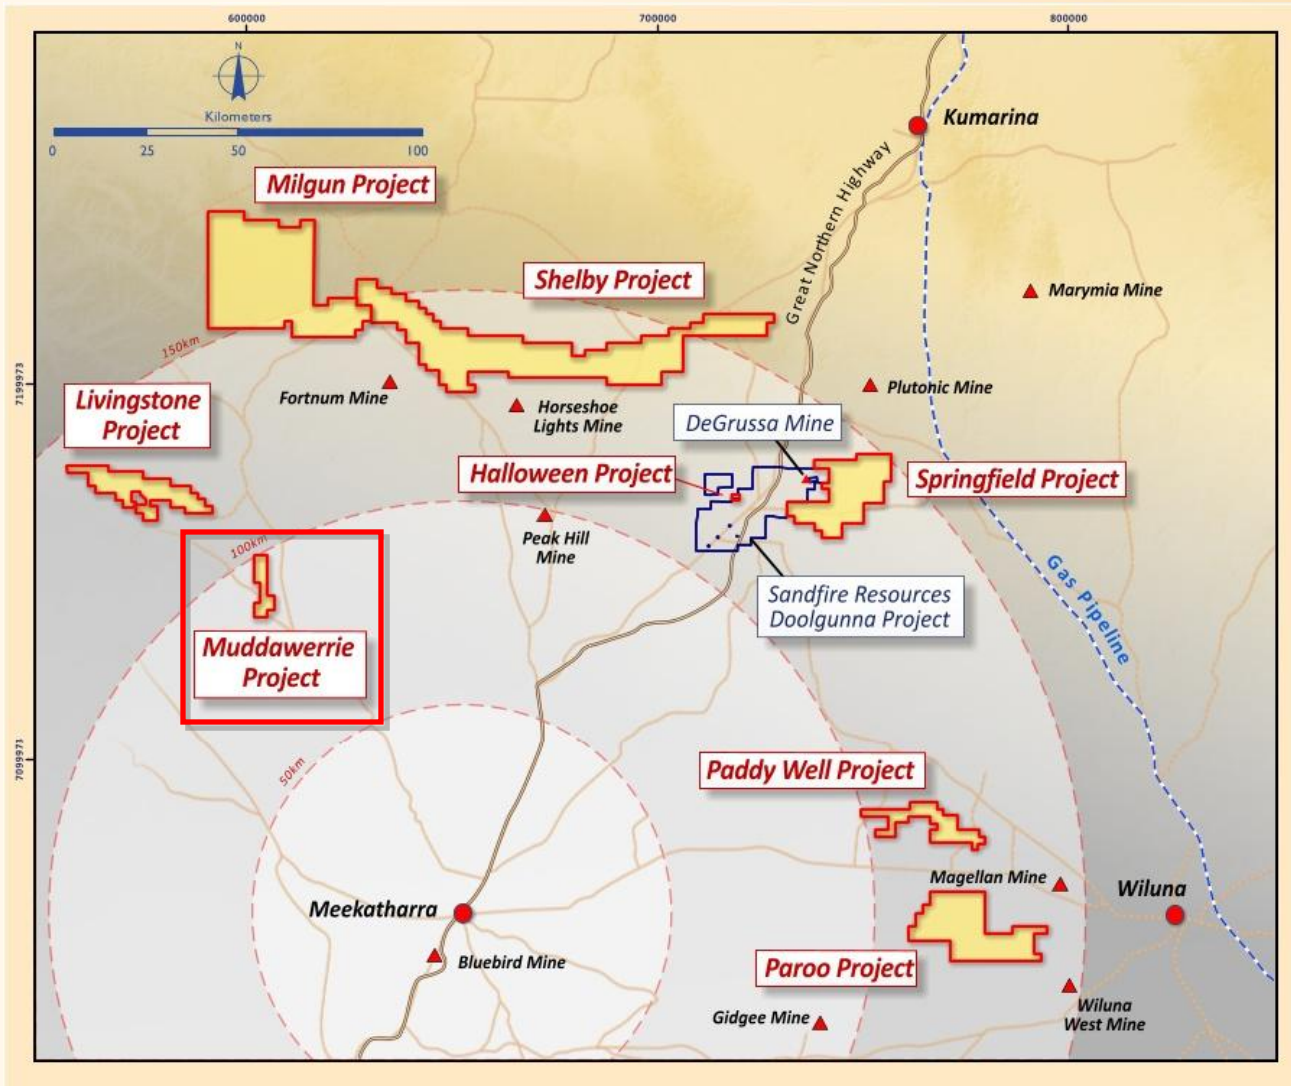 600000
700000
800000
N
Kilometers
0 25 50 100
Kumarina
Great Northern Highway
Milgun Project
Shelby Project
Marymia Mine
150km
7199973
Fortnum Mine
Plutonic Mine
Livingstone
Project
Horseshoe
Lights Mine
DeGrussa Mine
Halloween Project
Springfield Project
Peak Hill
Mine
100km
Gas Pipeline
Sandfire Resources
Doolgunna Project
Muddawerrie
Project
7099971
50km
Paddy Well Project
Magellan Mine
Wiluna
Meekatharra
Bluebird Mine
Paroo Project
Gidgee Mine
Wiluna
West Mine